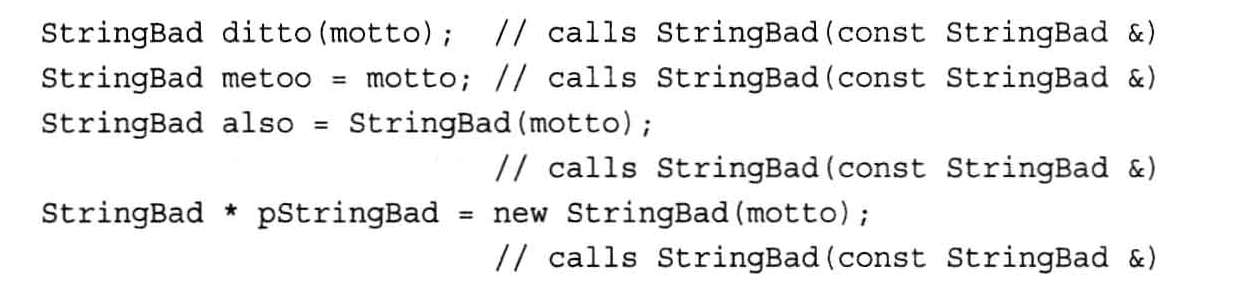 StringBad ditto(motto);  // calls StringBad(const StringBad &)
StringBad metoo = motto; // calls StringBad(const StringBad &)
StringBad also = StringBad(motto);
// calls StringBad(const StringBad &)
StringBad * pStringBad = new StringBad(motto);
// calls StringBad(const StringBad &)